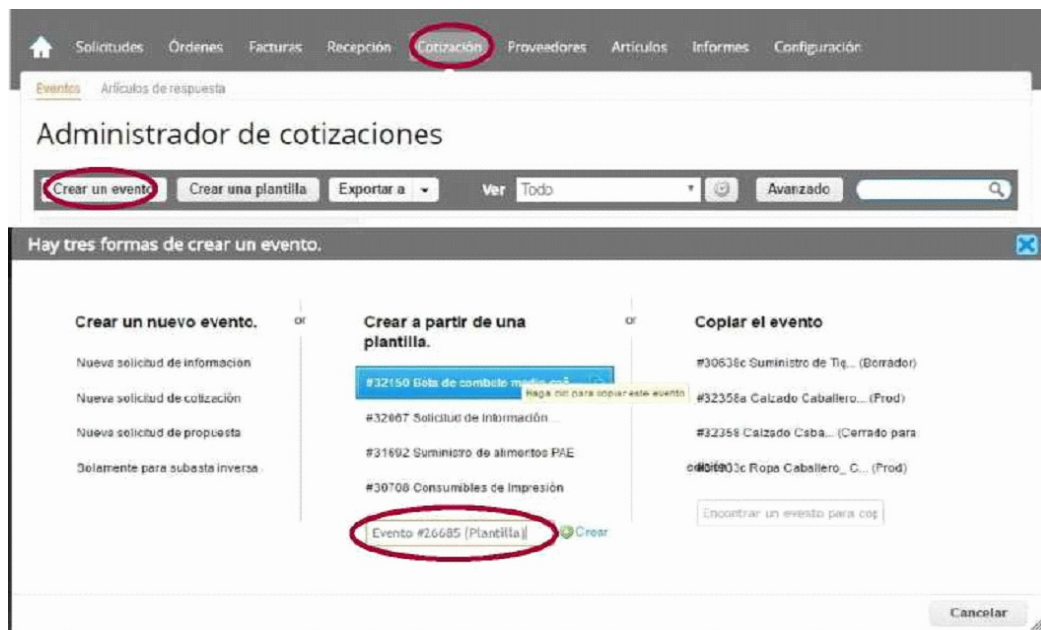 Solicitudes Órdenes Facturas Recepción Cotización Proveedores Artículos Informes Configuración
Eventos Artículos de respuesta
Administrador de cotizaciones
Crear un evento Crear una plantilla Exportar a Ver Todo Avanzado
Hay tres formas de crear un evento.
Crear un nuevo evento.
Nueva solicitud de información
Nueva solicitud de cotización
Nueva solicitud de propuesta
Solamente para subasta inversa
or
Crear a partir de una
plantilla.
#32150 Bota de combate media
Haga clic para copiar este evento
#32067 Solicitud de Información ...
#31692 Suministro de alimentos PAE
#30708 Consumibles de Impresión
Evento #26685 (Plantilla) Crear
or
Copiar el evento
#30638c Suministro de Tiq... (Borrador)
#32358a Calzado Caballero... (Prod)
#32358 Calzado Caba... (Cerrado para
edición)
Ropa Caballero_ C... (Prod)
Encontrar un evento para cop
Cancelar